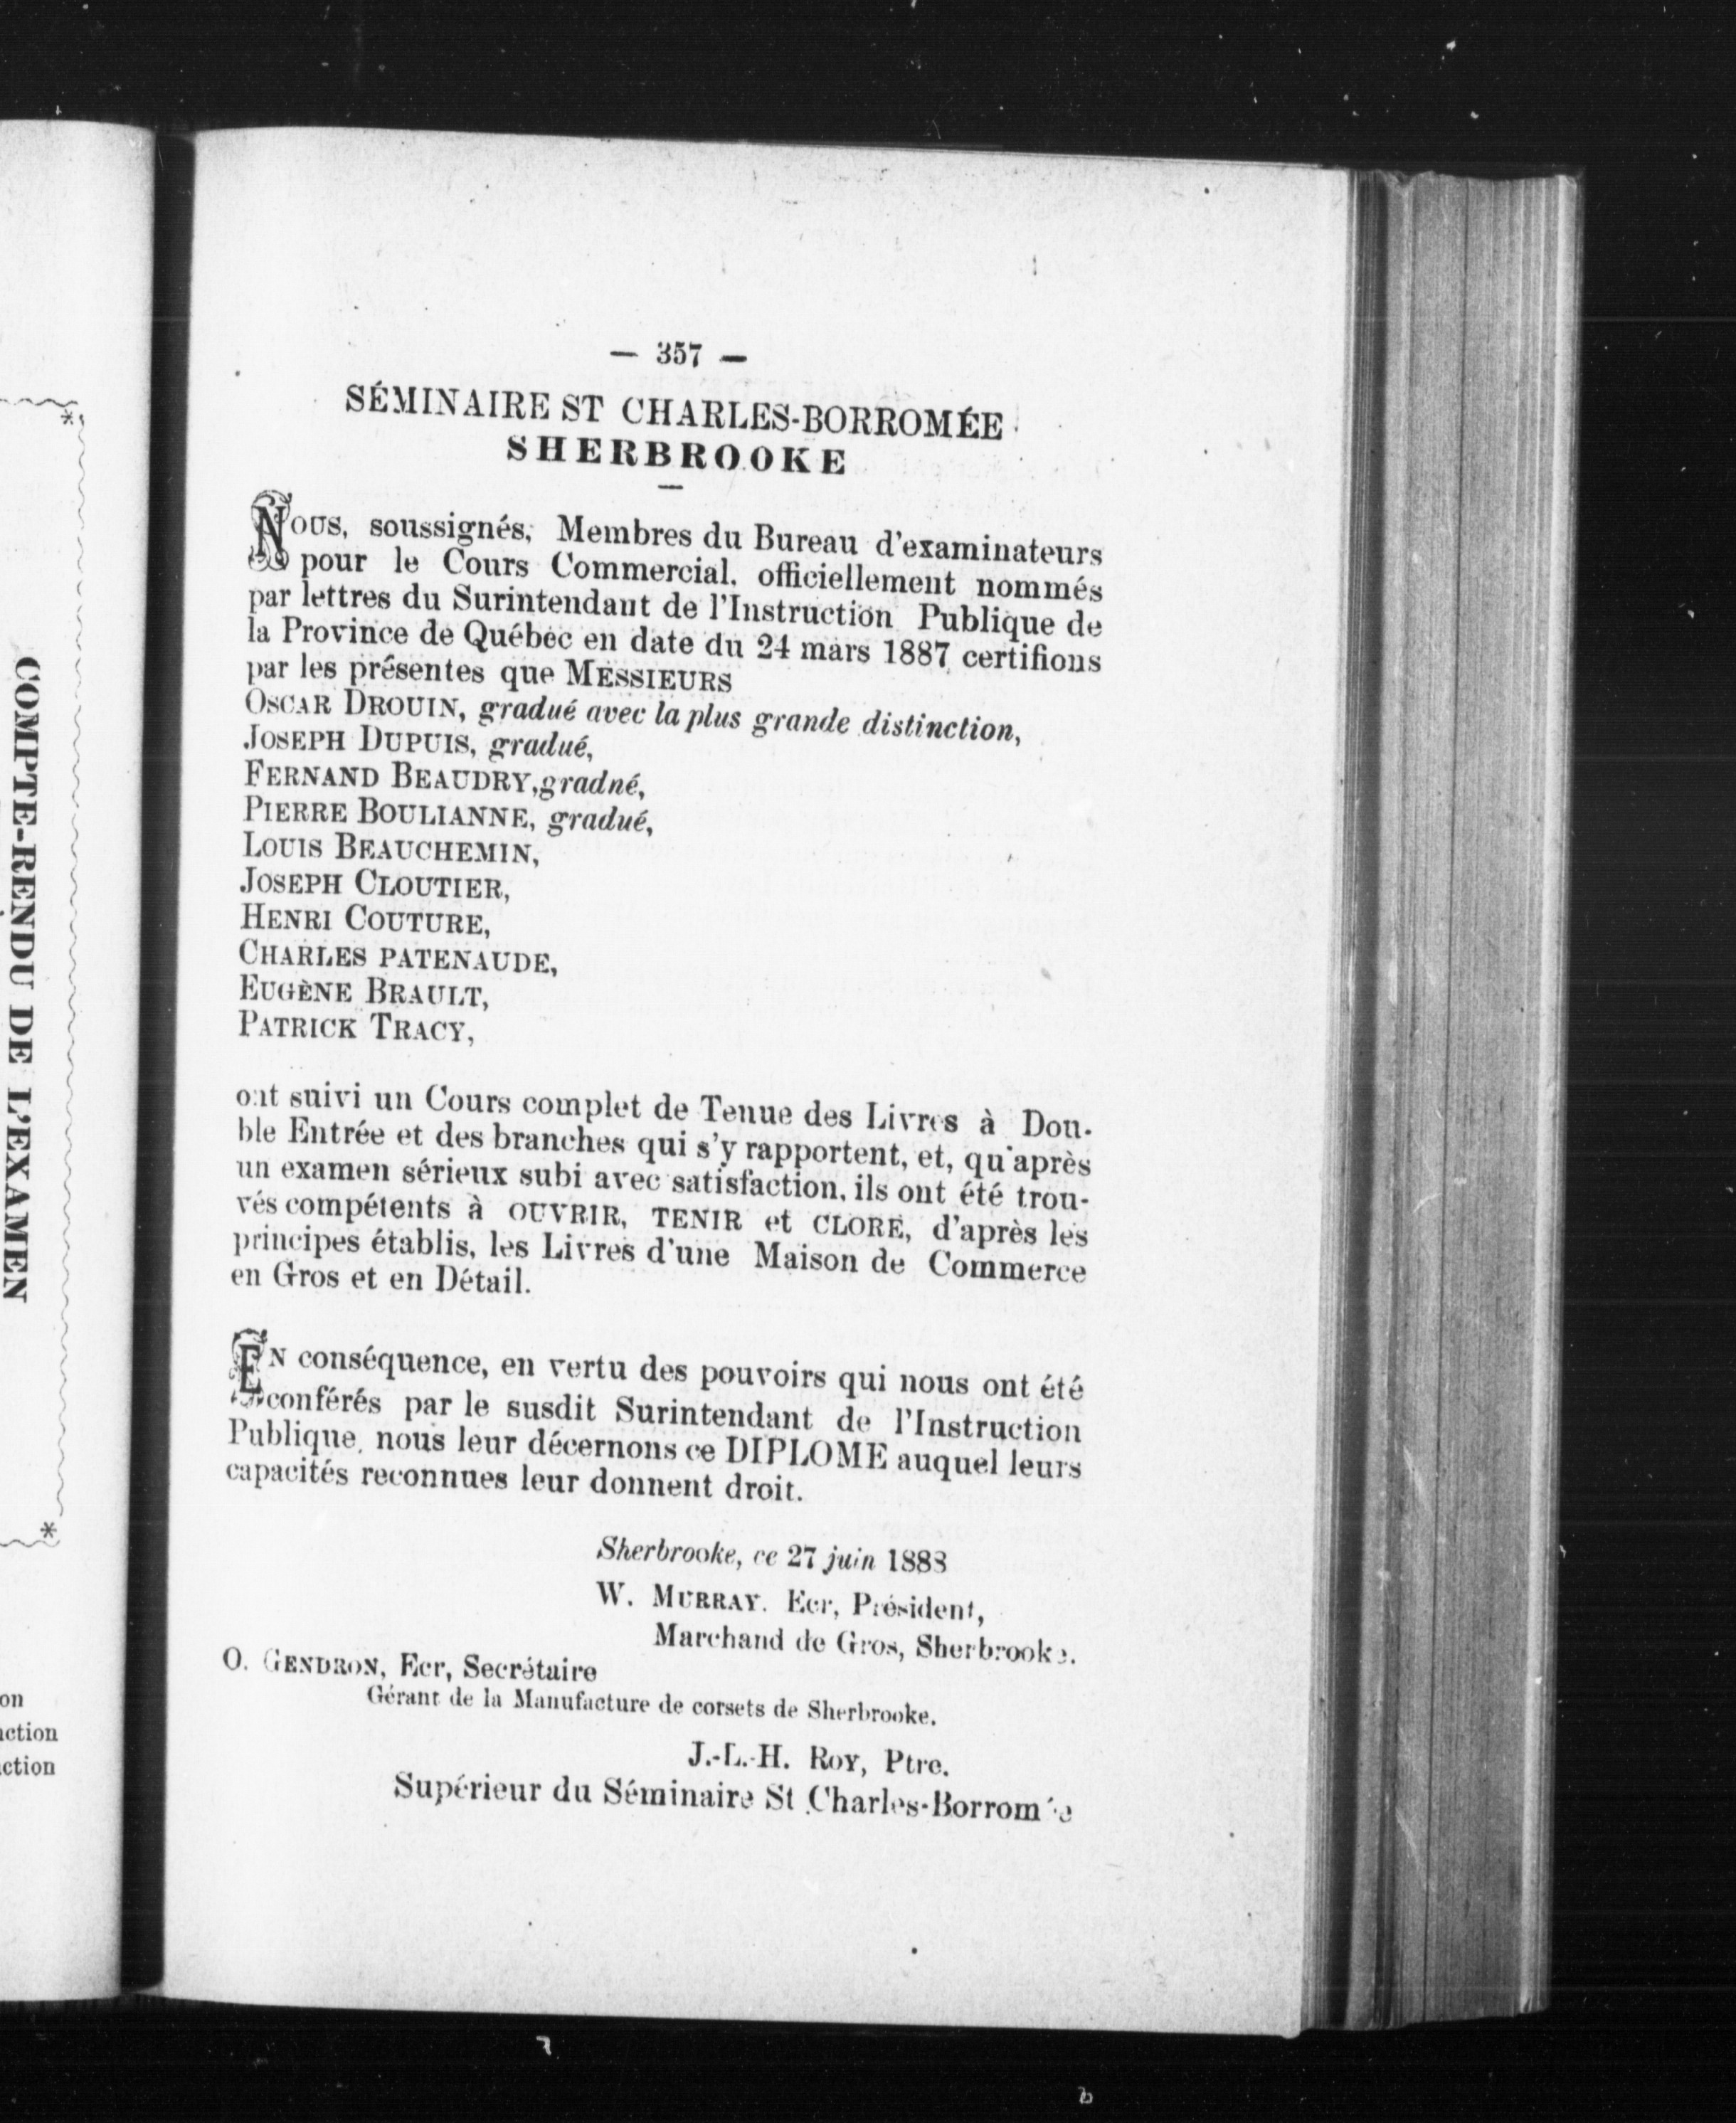 — 357 —
SÉMINAIRE ST CHARLES-BORROMÉE
SHERBROOKE
NOUS, soussignés, Membres du Bureau d'examinateurs
pour le Cours Commercial, officiellement nommés
par lettres du Surintendant de l'Instruction Publique de
la Province de Québec en date du 24 mars 1887 certifions
par les présentes que MESSIEURS
OSCAR DROUIN, gradué avec la plus grande distinction,
JOSEPH DUPUIS, gradué,
FERNAND BEAUDRY, gradné,
PIERRE BOULIANNE, gradué,
LOUIS BEAUCHEMIN,
JOSEPH CLOUTIER,
HENRI COUTURE,
CHARLES PATENAUDE,
EUGÈNE BRAULT,
PATRICK TRACY,
ont suivi un Cours complet de Tenue des Livres à Dou-
ble Entrée et des branches qui s'y rapportent, et, qu'après
un examen sérieux subi avec satisfaction, ils ont été trou-
vés compétents à OUVRIR, TENIR et CLORE, d'après les
principes établis, les Livres d'une Maison de Commerce
en Gros et en Détail.
EN conséquence, en vertu des pouvoirs qui nous ont été
conférés par le susdit Surintendant de l'Instruction
Publique, nous leur décernons ce DIPLOME auquel leurs
capacités reconnues leur donnent droit.
Sherbrooke, ce 27 juin 1888
W. MURRAY. Ecr, Président,
Marchand de Gros, Sherbrooke.
O. GENDRON, Ecr, Secrétaire
Gérant de la Manufacture de corsets de Sherbrooke.
J.-L.-H. ROY, Ptre.
Supérieur du Séminaire St Charles-Borromée
COMPTE-RENDU DE L'EXAMEN